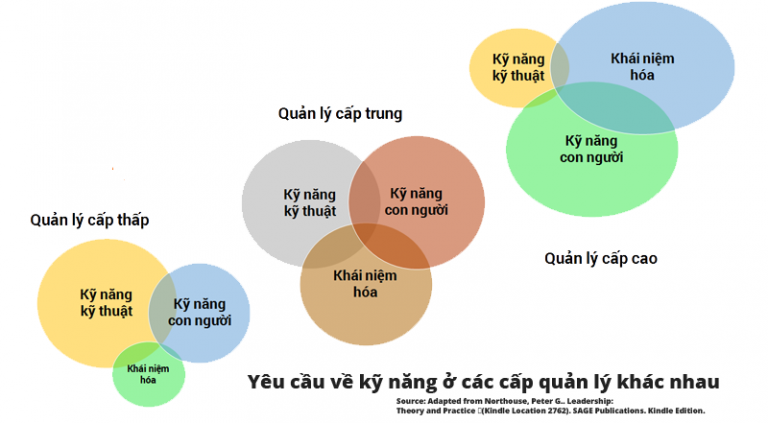 Quản lý cấp thấp
Kỹ năng
kỹ thuật
Kỹ năng
con người
Khái niệm
hóa
Quản lý cấp trung
Kỹ năng
kỹ thuật
Kỹ năng
con người
Khái niệm
hóa
Kỹ năng
kỹ thuật
Khái niệm
hóa
Kỹ năng
con người
Quản lý cấp cao
Yêu cầu về kỹ năng ở các cấp quản lý khác nhau
Source: Adapted from Northouse, Peter G.. Leadership:
Theory and Practice (Kindle Location 2762). SAGE Publications. Kindle Edition.